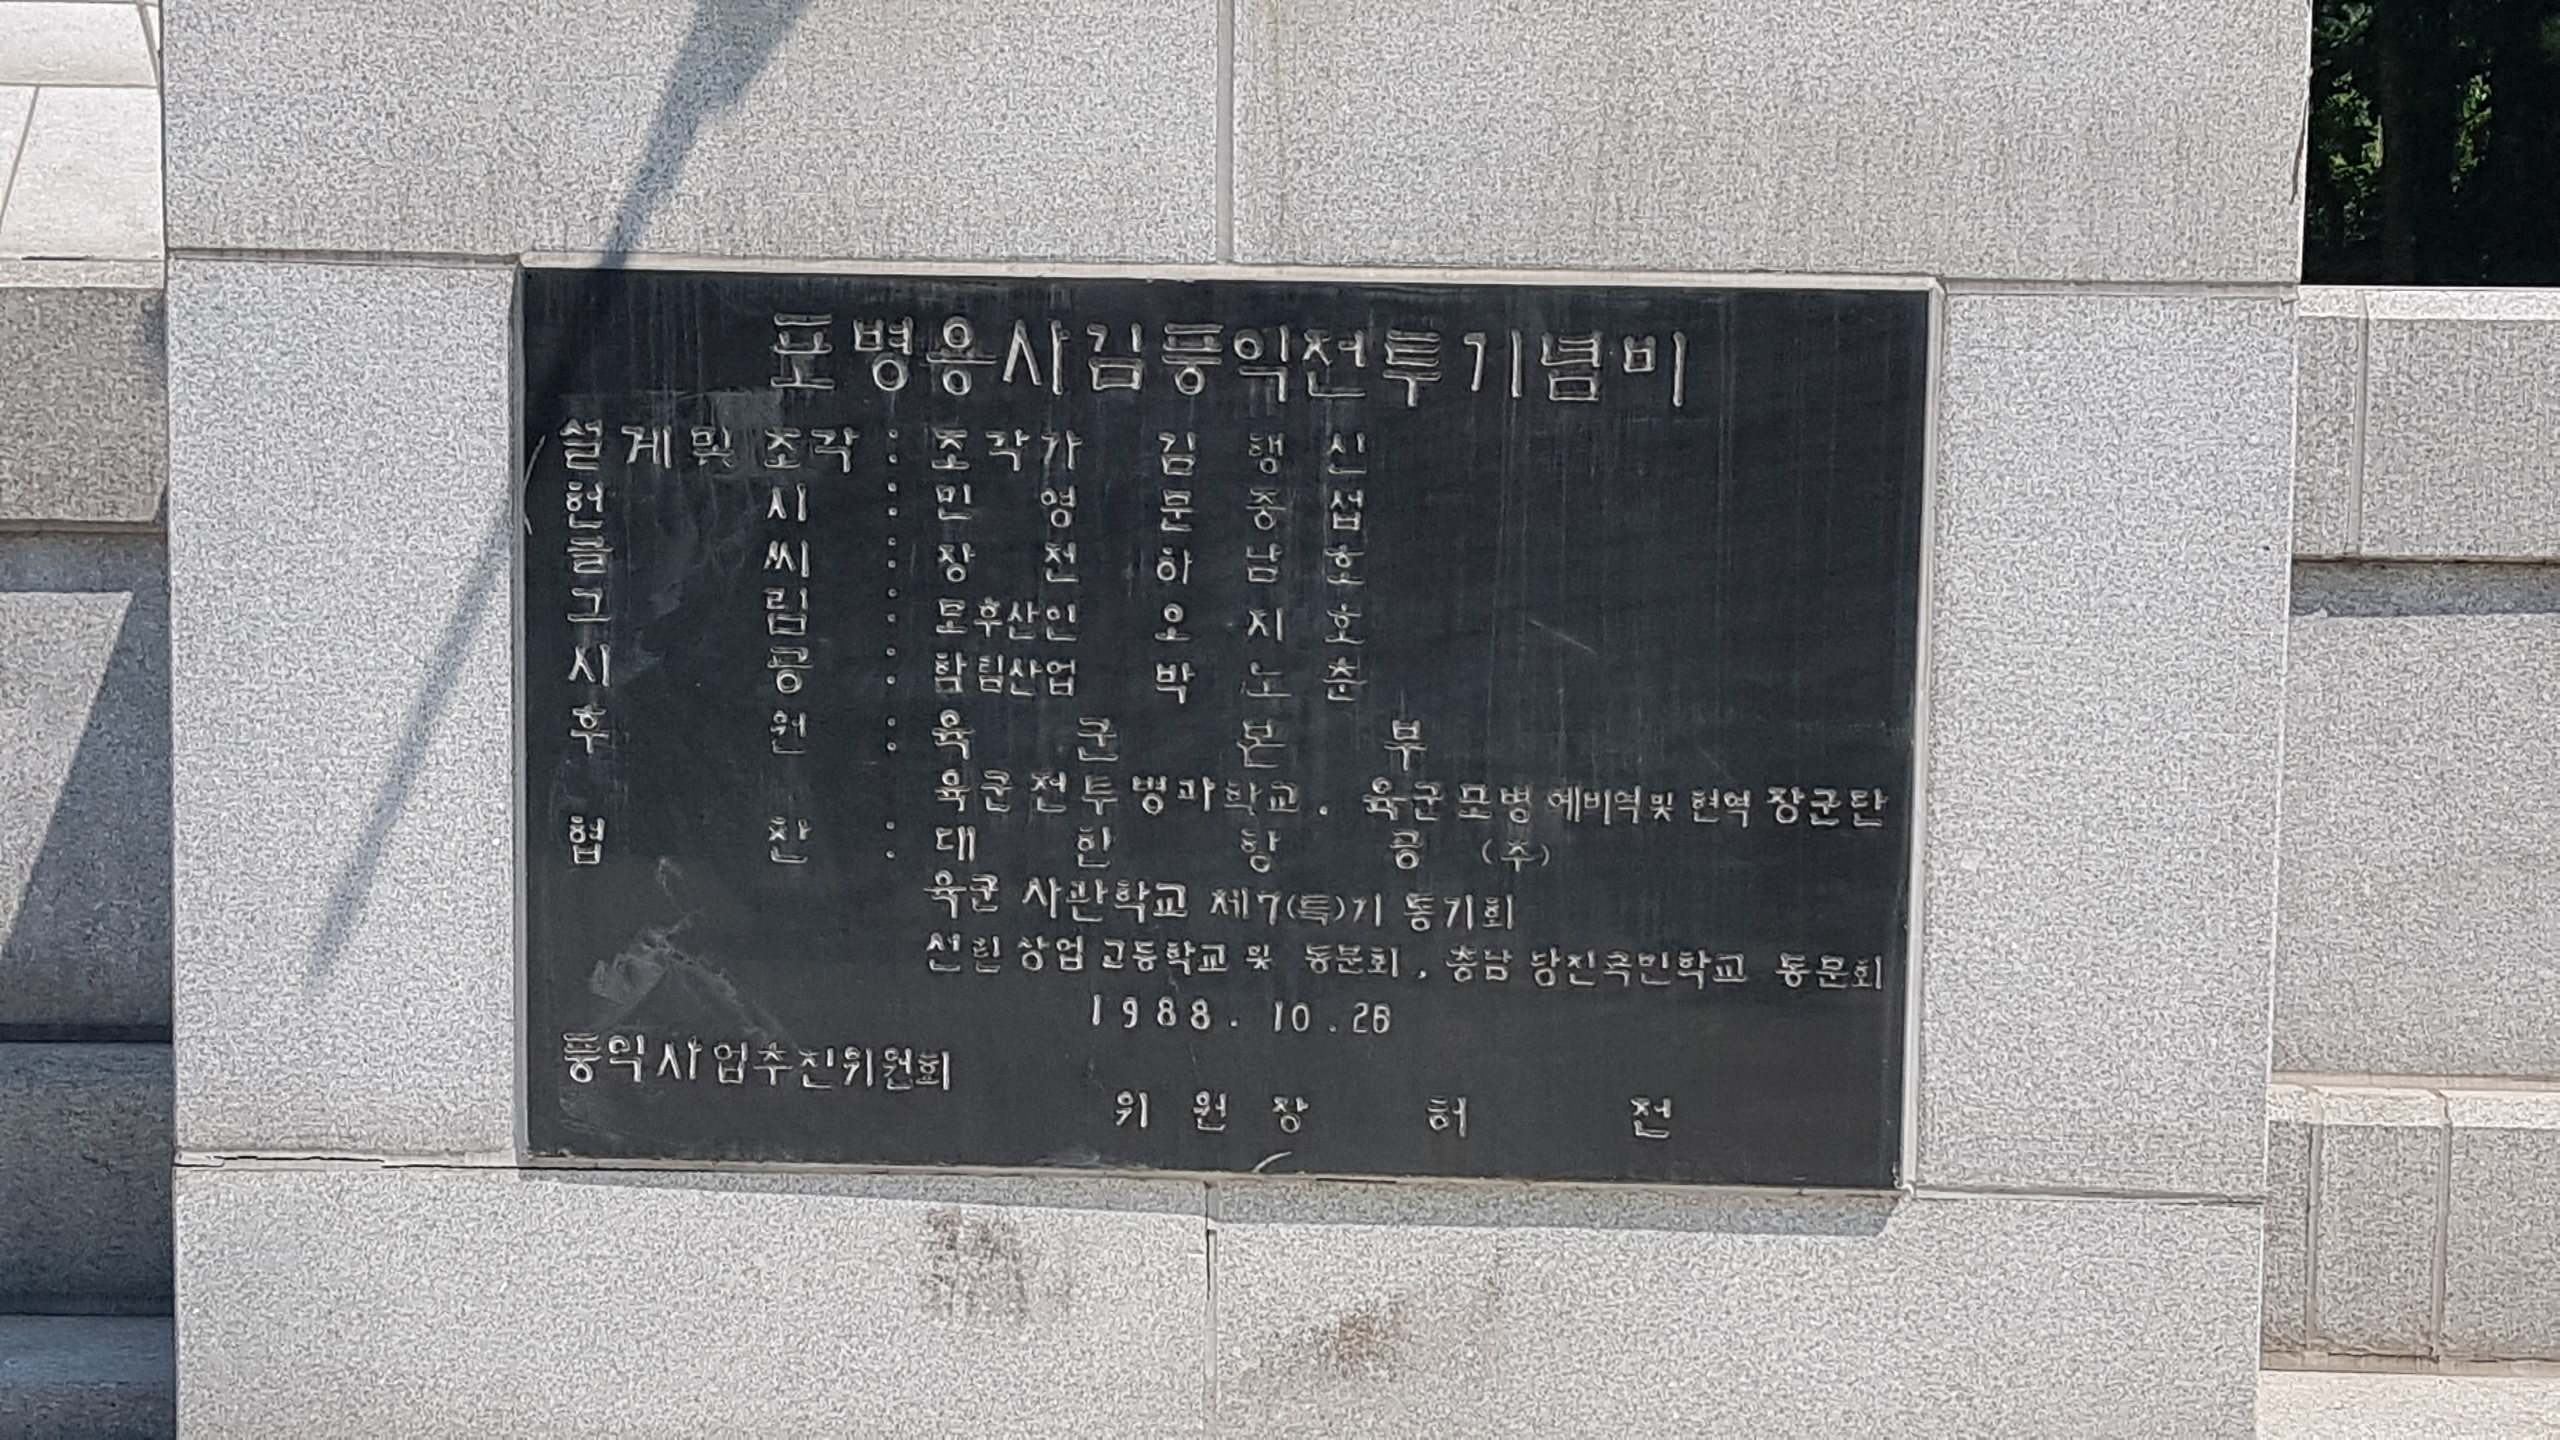 포병용사김풍익전투기념비
설계및 조각 : 조각가 김 행 신
헌 시 : 민 영 문 종 섭
글 씨 : 장 전 하 남 호
그 림 : 모후산인 오 지 호
시 공 : 학림산업 박 노 춘
후 원 : 육 군 본 부
육군전투병과학교. 육군포병 예비역및 현역 장군단
협 찬 : 대 한 항 공 (주)
육군 사관학교 제7(특)기 동기회
선린 상업 고등학교 및 동문회, 충남 당진국민학교 동문회
1988. 10.26
풍익사업추진위원회
위 원 장 허 전